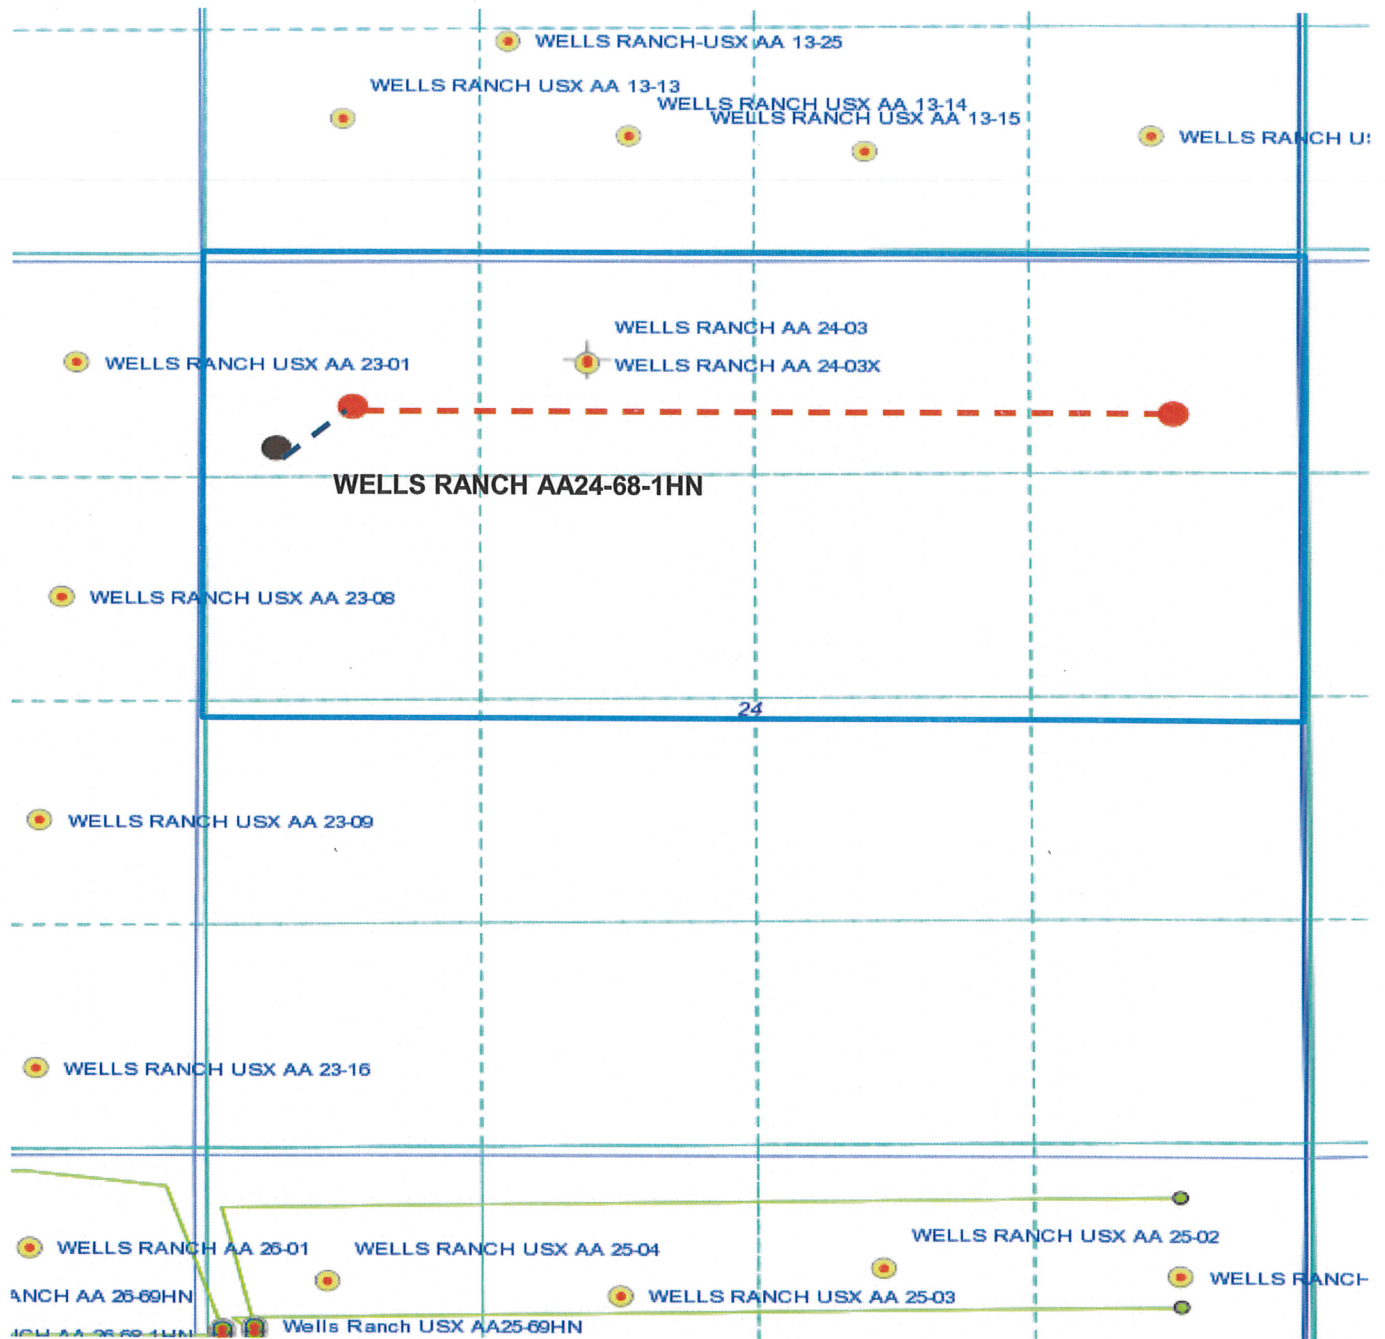 WELLS RANCH-USX AA 13-25
WELLS RANCH USX AA 13-13
WELLS RANCH USX AA 13-14
WELLS RANCH USX AA 13-15
WELLS RANCH
WELLS RANCH AA 24-03
WELLS RANCH USX AA 23-01
WELLS RANCH AA 24-03X
WELLS RANCH AA24-68-1HN
WELLS RANCH USX AA 23-08
24
WELLS RANCH USX AA 23-09
WELLS RANCH USX AA 23-16
WELLS RANCH USX AA 25-02
WELLS RANCH AA 26-01
WELLS RANCH USX AA 25-04
WELLS RANCH
ANCH AA 26-69HN
WELLS RANCH USX AA 25-03
Wells Ranch USX AA25-69HN
AA 26-68-1HN